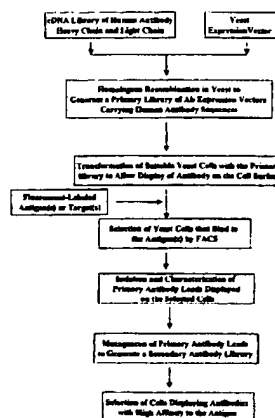 cDNA Library of Human Antibody
Heavy Chain and Light Chain
Yeast
Expression Vector
Homologous Recombination in Yeast to
Generate a Primary Library of Ab Expression Vectors
Carrying Human Antibody Sequences
Transformation of Suitable Yeast Cells with the Primary
library to Allow Display of Antibody on the Cell Surface
Fluorescent-Labeled
Antigen(s) or Target(s)
Selection of Yeast Cells that Bind to
the Antigen(s) by FACS
Isolation and Characterization of
Primary Antibody Leads Displayed
on the Selected Cells
Mutagenesis of Primary Antibody Leads
to Generate a Secondary Antibody Library
Selection of Cells Displaying Antibodies
with High Affinity to the Antigen